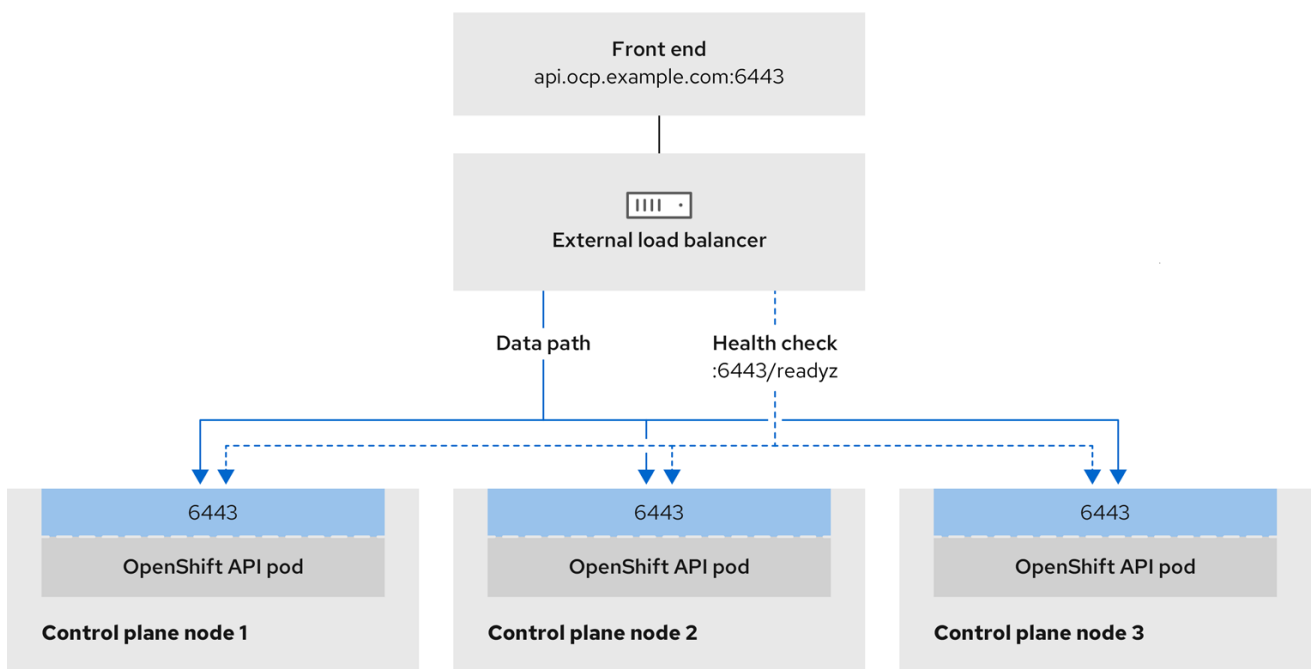 Front end
api.ocp.example.com:6443
External load balancer
Data path
Health check
:6443/readyz
6443
OpenShift API pod
Control plane node 1
6443
OpenShift API pod
Control plane node 2
6443
OpenShift API pod
Control plane node 3